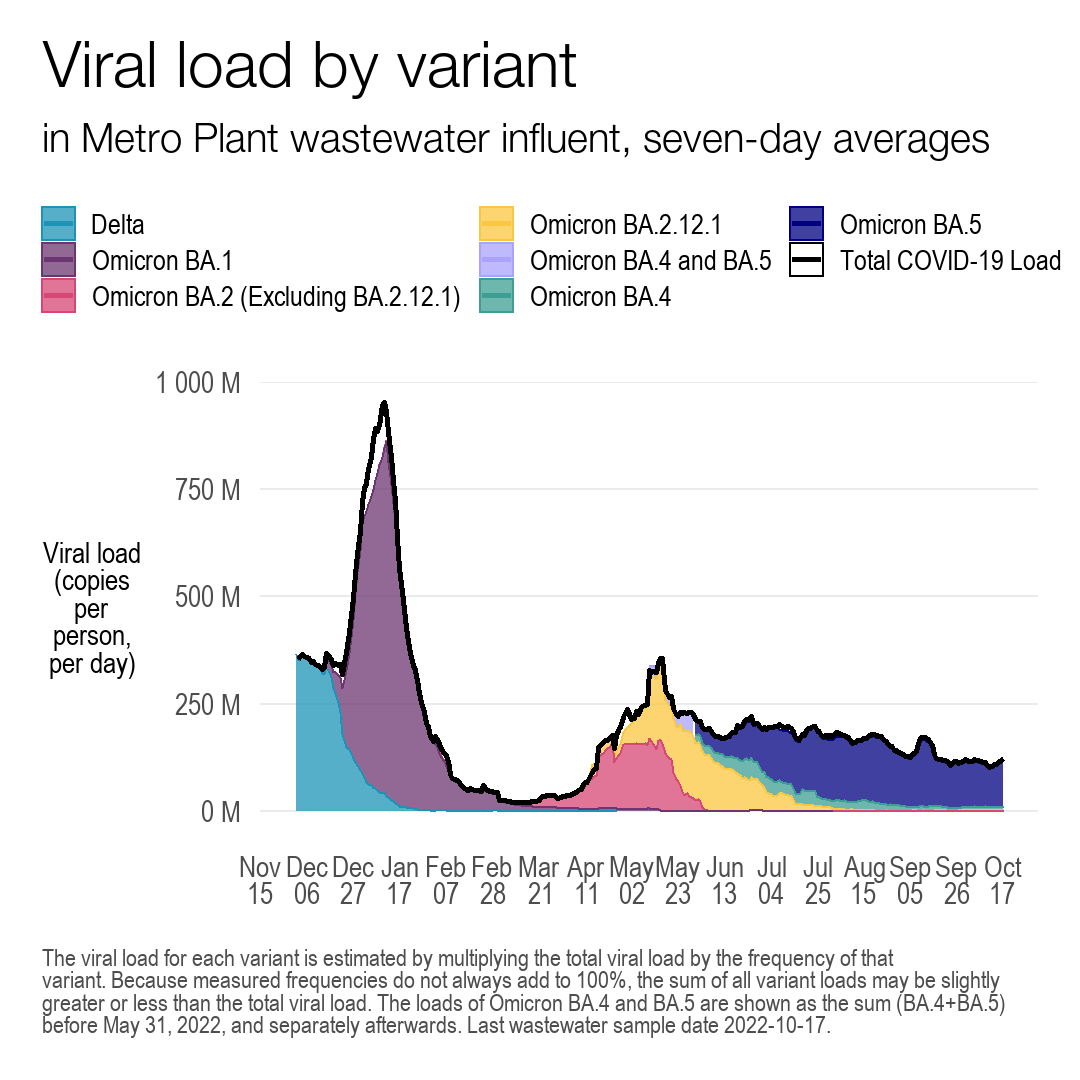 Viral load by variant
in Metro Plant wastewater influent, seven-day averages
Delta
Omicron BA.1
Omicron BA.2 (Excluding BA.2.12.1)
Omicron BA.2.12.1
Omicron BA.4 and BA.5
Omicron BA.4
Omicron BA.5
Total COVID-19 Load
1 000 M
750 M
500 M
250 M
0 M
Viral load
(copies
per
person,
per day)
Nov Dec Dec Jan Feb Feb Mar Apr May May Jun Jul Jul Aug Sep Sep Oct
15 06 27 17 07 28 21 11 02 23 13 04 25 15 05 26 17
The viral load for each variant is estimated by multiplying the total viral load by the frequency of that
variant. Because measured frequencies do not always add to 100%, the sum of all variant loads may be slightly
greater or less than the total viral load. The loads of Omicron BA.4 and BA.5 are shown as the sum (BA.4+BA.5)
before May 31, 2022, and separately afterwards. Last wastewater sample date 2022-10-17.